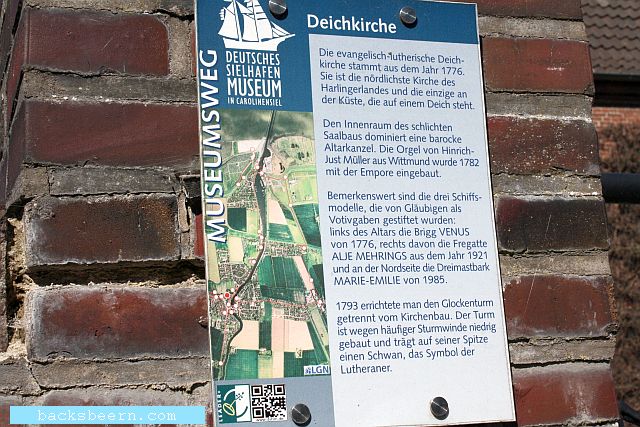 Deichkirche
DEUTSCHES
SIELHAFEN
MUSEUM
IN CAROLINENSIEL
MUSEUMSWEG
Die evangelisch-lutherische Deich-
kirche stammt aus dem Jahr 1776.
Sie ist die nördlichste Kirche des
Harlingerlandes und die einzige an
der Küste, die auf einem Deich steht.
Den Innenraum des schlichten
Saalbaus dominiert eine barocke
Altarkanzel. Die Orgel von Hinrich-
Just Müller aus Wittmund wurde 1782
mit der Empore eingebaut.
Bemerkenswert sind die drei Schiffs-
modelle, die von Gläubigen als
Votivgaben gestiftet wurden:
links des Altars die Brigg VENUS
von 1776, rechts davon die Fregatte
ALJE MEHRINGS aus dem Jahr 1921
und an der Nordseite die Dreimastbark
MARIE-EMILIE von 1985.
1793 errichtete man den Glockenturm
getrennt vom Kirchenbau. Der Turm
ist wegen häufiger Sturmwinde niedrig
gebaut und trägt auf seiner Spitze
einen Schwan, das Symbol der
Lutheraner.
LGN
LEADER
backsbeern.com